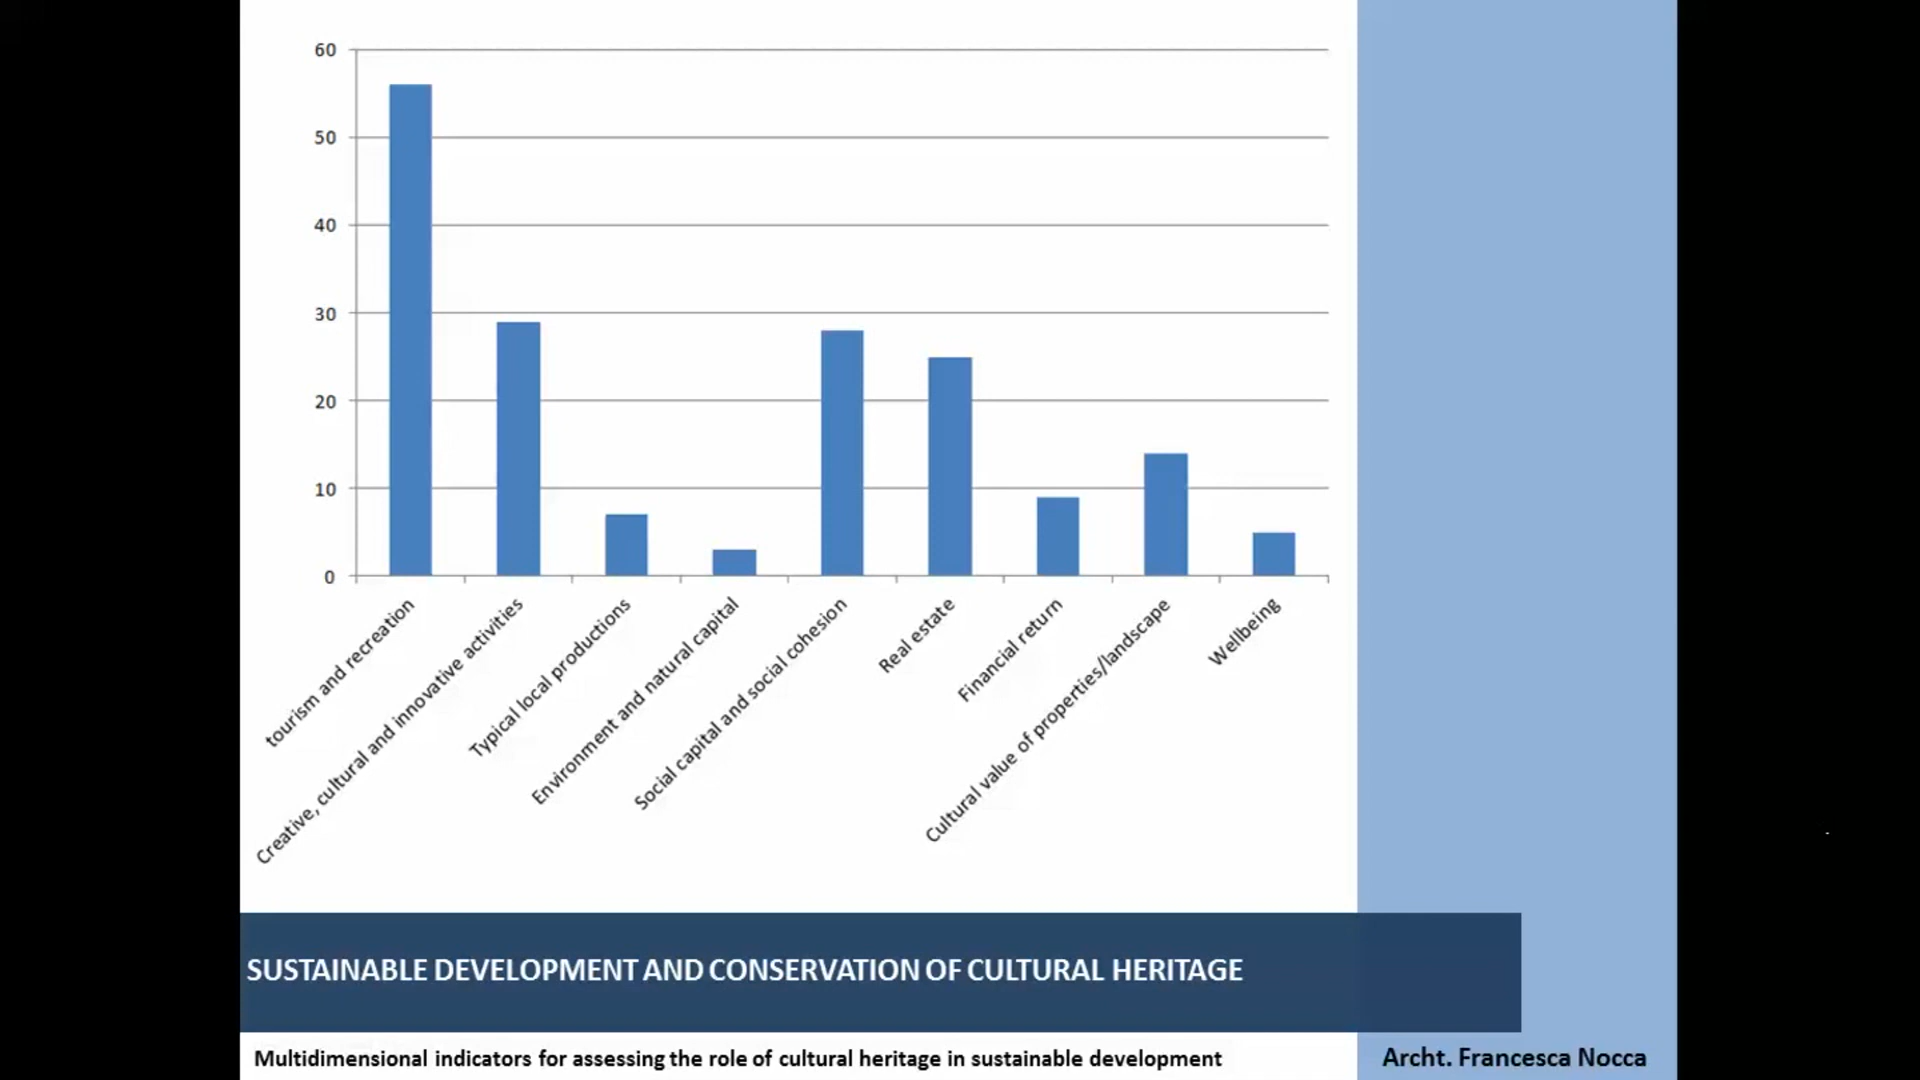 60
50
40
30
20
10
0
tourism and recreation
Creative, cultural and innovative activities
Typical local productions
Environment and natural capital
Social capital and social cohesion
Real estate
Financial return
Cultural value of properties/landscape
Wellbeing
SUSTAINABLE DEVELOPMENT AND CONSERVATION OF CULTURAL HERITAGE
Multidimensional indicators for assessing the role of cultural heritage in sustainable development
Archt. Francesca Nocca